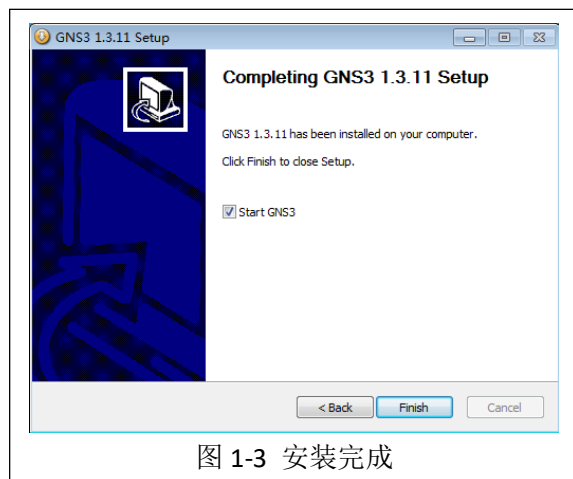 GNS3 1.3.11 Setup
Completing GNS3 1.3.11 Setup
GNS3 1.3.11 has been installed on your computer.
Click Finish to close Setup.
Start GNS3
< Back Finish Cancel
图 1-3 安装完成